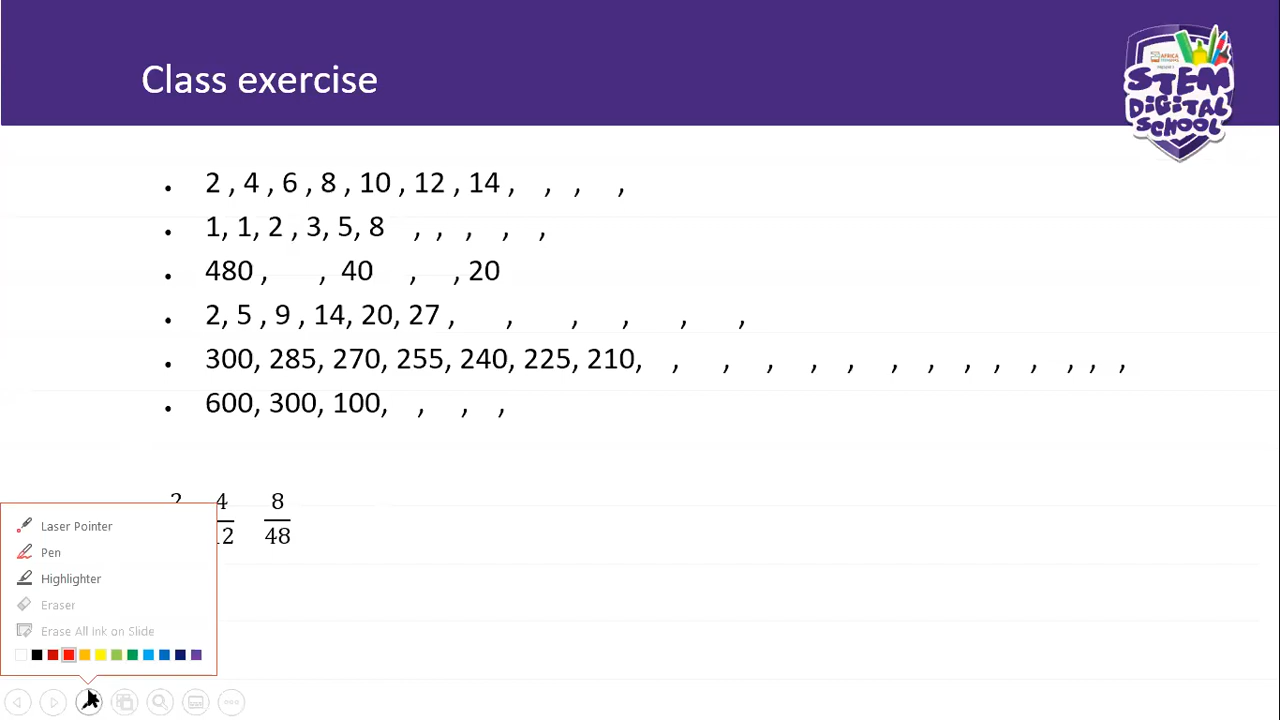 Class exercise
AFRICA
STEM
DIGITAL
SCHOOL
• 2 , 4 , 6 , 8 , 10 , 12 , 14 , , , ,
• 1, 1, 2 , 3, 5, 8 , , , , ,
• 480 , , 40 , , 20
• 2, 5 , 9 , 14, 20, 27 , , , , , ,
• 300, 285, 270, 255, 240, 225, 210, , , , , , , , , , , , , ,
• 600, 300, 100, , , ,
2 4 8
12 48
Laser Pointer
Pen
Highlighter
Eraser
Erase All Ink on Slide